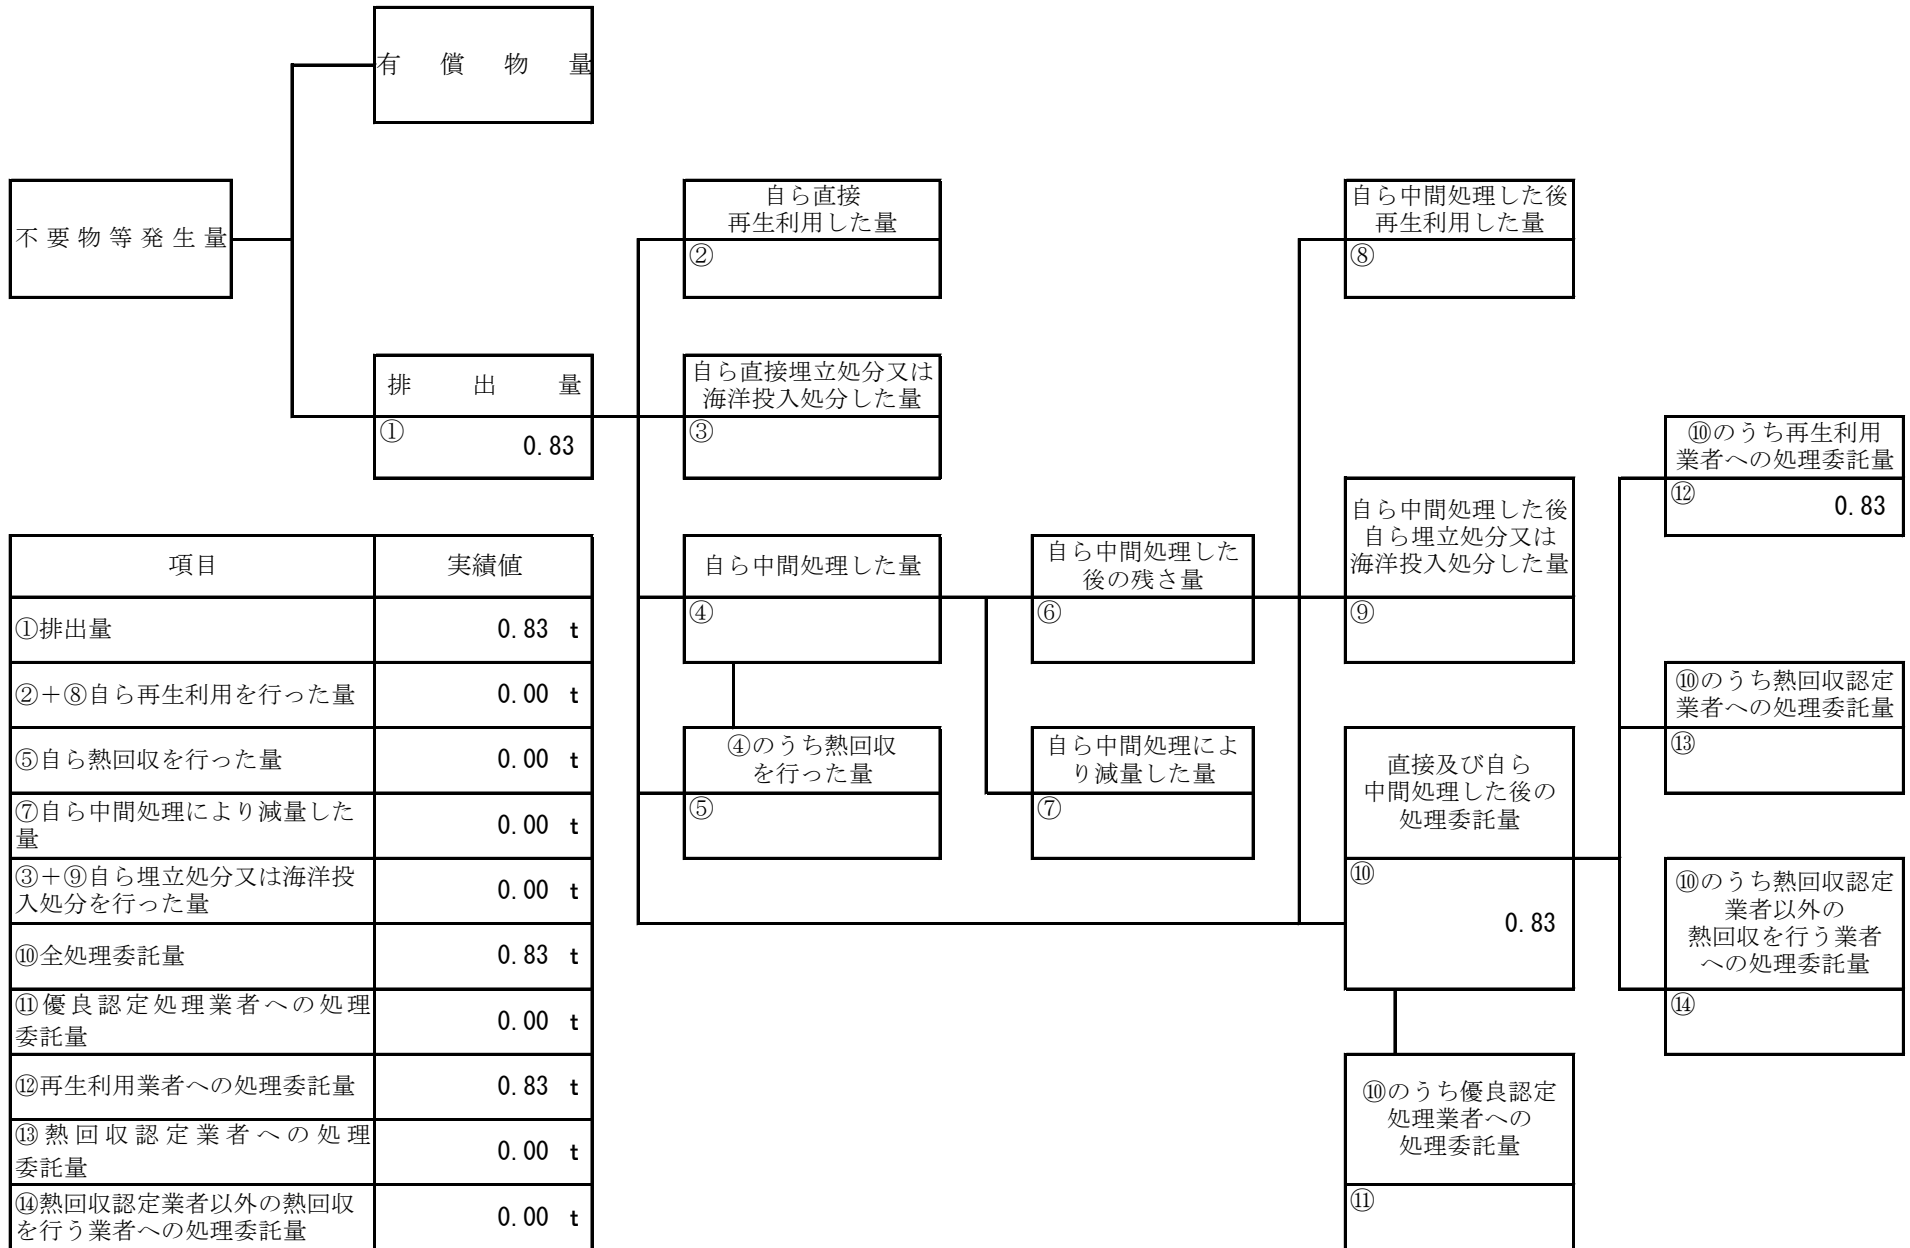 有償物量
不要物等発生量
排出量
①
0.83
自ら直接
再生利用した量
②
自ら直接埋立処分又は
海洋投入処分した量
③
自ら中間処理した量
④
④のうち熱回収
を行った量
⑤
自ら中間処理した
後の残さ量
⑥
自ら中間処理によ
り減量した量
⑦
自ら中間処理した後
再生利用した量
⑧
自ら中間処理した後
自ら埋立処分又は
海洋投入処分した量
⑨
直接及び自ら
中間処理した後の
処理委託量
⑩
0.83
⑩のうち優良認定
処理業者への
処理委託量
⑪
⑩のうち再生利用
業者への処理委託量
⑫
0.83
⑩のうち熱回収認定
業者への処理委託量
⑬
⑩のうち熱回収認定
業者以外の
熱回収を行う業者
への処理委託量
⑭
項目 実績値
①排出量 0.83 t
②+⑧自ら再生利用を行った量 0.00 t
⑤自ら熱回収を行った量 0.00 t
⑦自ら中間処理により減量した
量 0.00 t
③+⑨自ら埋立処分又は海洋投
入処分を行った量 0.00 t
⑩全処理委託量 0.83 t
⑪優良認定処理業者への処理
委託量 0.00 t
⑫再生利用業者への処理委託量 0.83 t
⑬熱回収認定業者への処理
委託量 0.00 t
⑭熱回収認定業者以外の熱回収
を行う業者への処理委託量 0.00 t